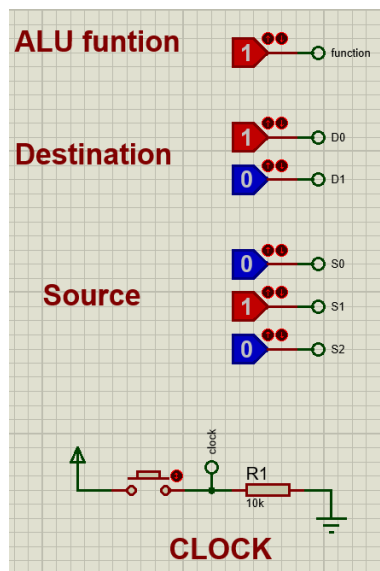 ALU funtion
1 function
Destination
1 D0
0 D1
0 S0
Source
1 S1
0 S2
clock
R1
10k
CLOCK